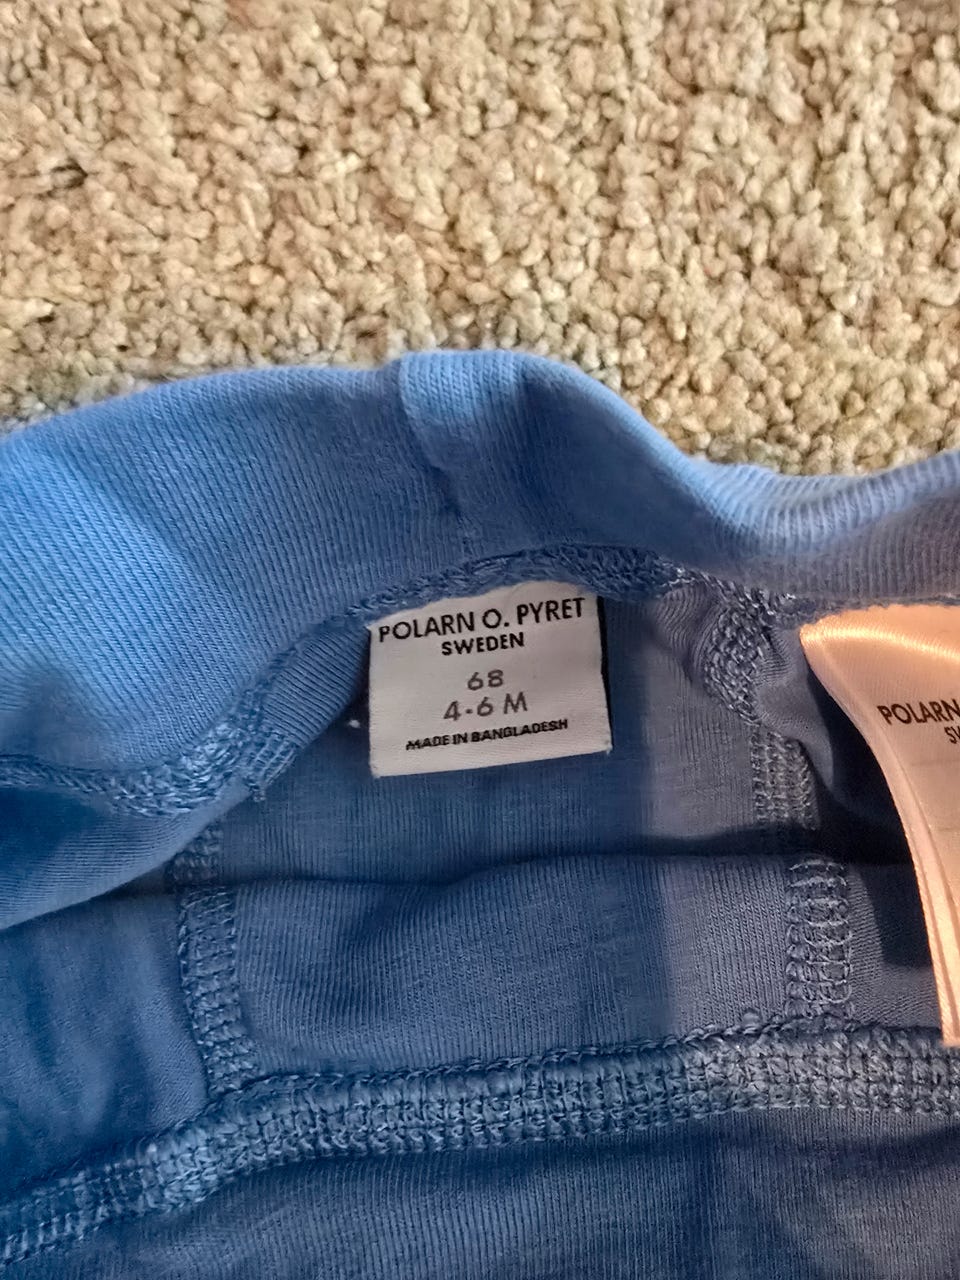 POLARN O. PYRET
SWEDEN
68
4-6 M
MADE IN BANGLADESH
POLARN